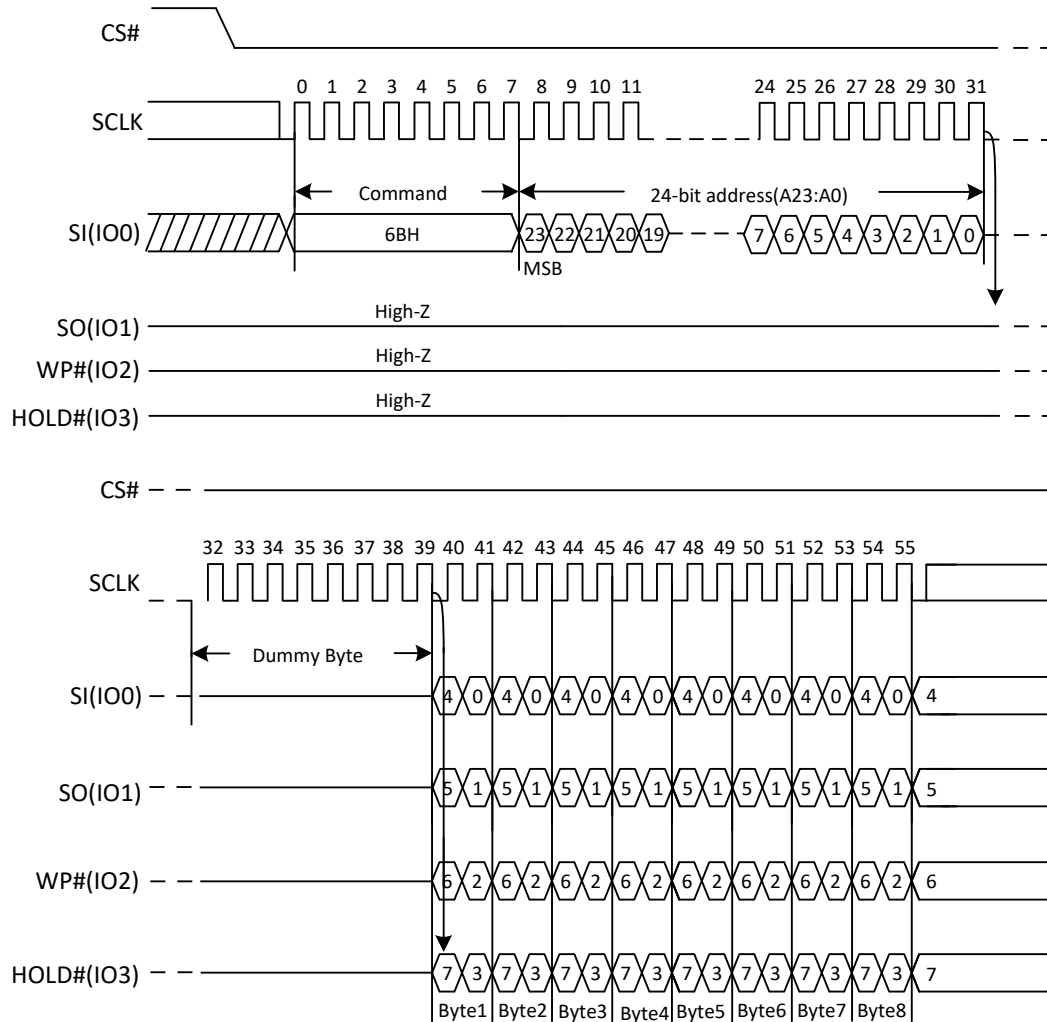 CS#
0 1 2 3 4 5 6 7 8 9 10 11 24 25 26 27 28 29 30 31
SCLK
Command 24-bit address(A23:A0)
SI(IO0) 6BH 23 22 21 20 19 7 6 5 4 3 2 1 0
MSB
High-Z
SO(IO1)
High-Z
WP#(IO2)
High-Z
HOLD#(IO3)
CS#
32 33 34 35 36 37 38 39 40 41 42 43 44 45 46 47 48 49 50 51 52 53 54 55
SCLK
Dummy Byte
SI(IO0) 4 0 4 0 4 0 4 0 4 0 4 0 4 0 4 0 4
SO(IO1) 5 1 5 1 5 1 5 1 5 1 5 1 5 1 5 1 5
WP#(IO2) 6 2 6 2 6 2 6 2 6 2 6 2 6 2 6 2 6
HOLD#(IO3) 7 3 7 3 7 3 7 3 7 3 7 3 7 3 7 3 7
Byte1 Byte2 Byte3 Byte4 Byte5 Byte6 Byte7 Byte8